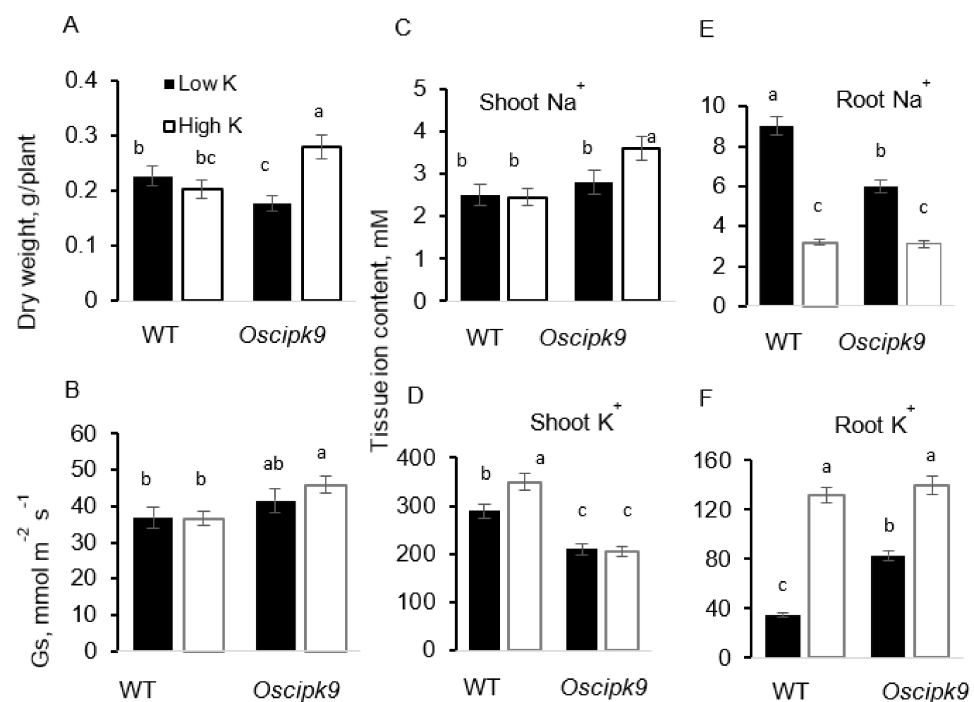 A
Dry weight, g/plant
0.4
0.3
0.2
0.1
0
Low K
High K
b
bc
c
a
WT
Oscipk9
B
Gs, mmol m⁻² s⁻¹
60
50
40
30
20
10
0
b
b
ab
a
WT
Oscipk9
C
Tissue ion content, mM
Shoot Na⁺
5
4
3
2
1
0
b
b
b
a
WT
Oscipk9
D
Shoot K⁺
400
300
200
100
0
b
a
c
c
WT
Oscipk9
E
Root Na⁺
10
8
6
4
2
0
a
c
b
c
WT
Oscipk9
F
Root K⁺
160
120
80
40
0
c
a
b
a
WT
Oscipk9